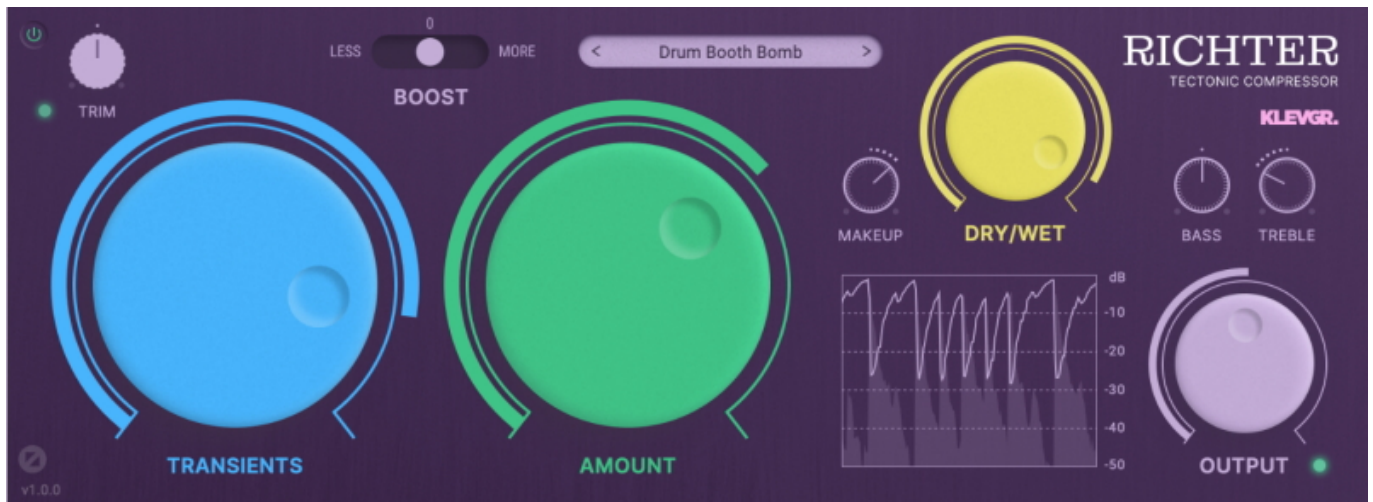 TRIM
0
LESS
MORE
BOOST
< Drum Booth Bomb >
RICHTER
TECTONIC COMPRESSOR
KLEVGR.
MAKEUP
DRY/WET
BASS
TREBLE
dB
-10
-20
-30
-40
-50
TRANSIENTS
AMOUNT
OUTPUT
v1.0.0